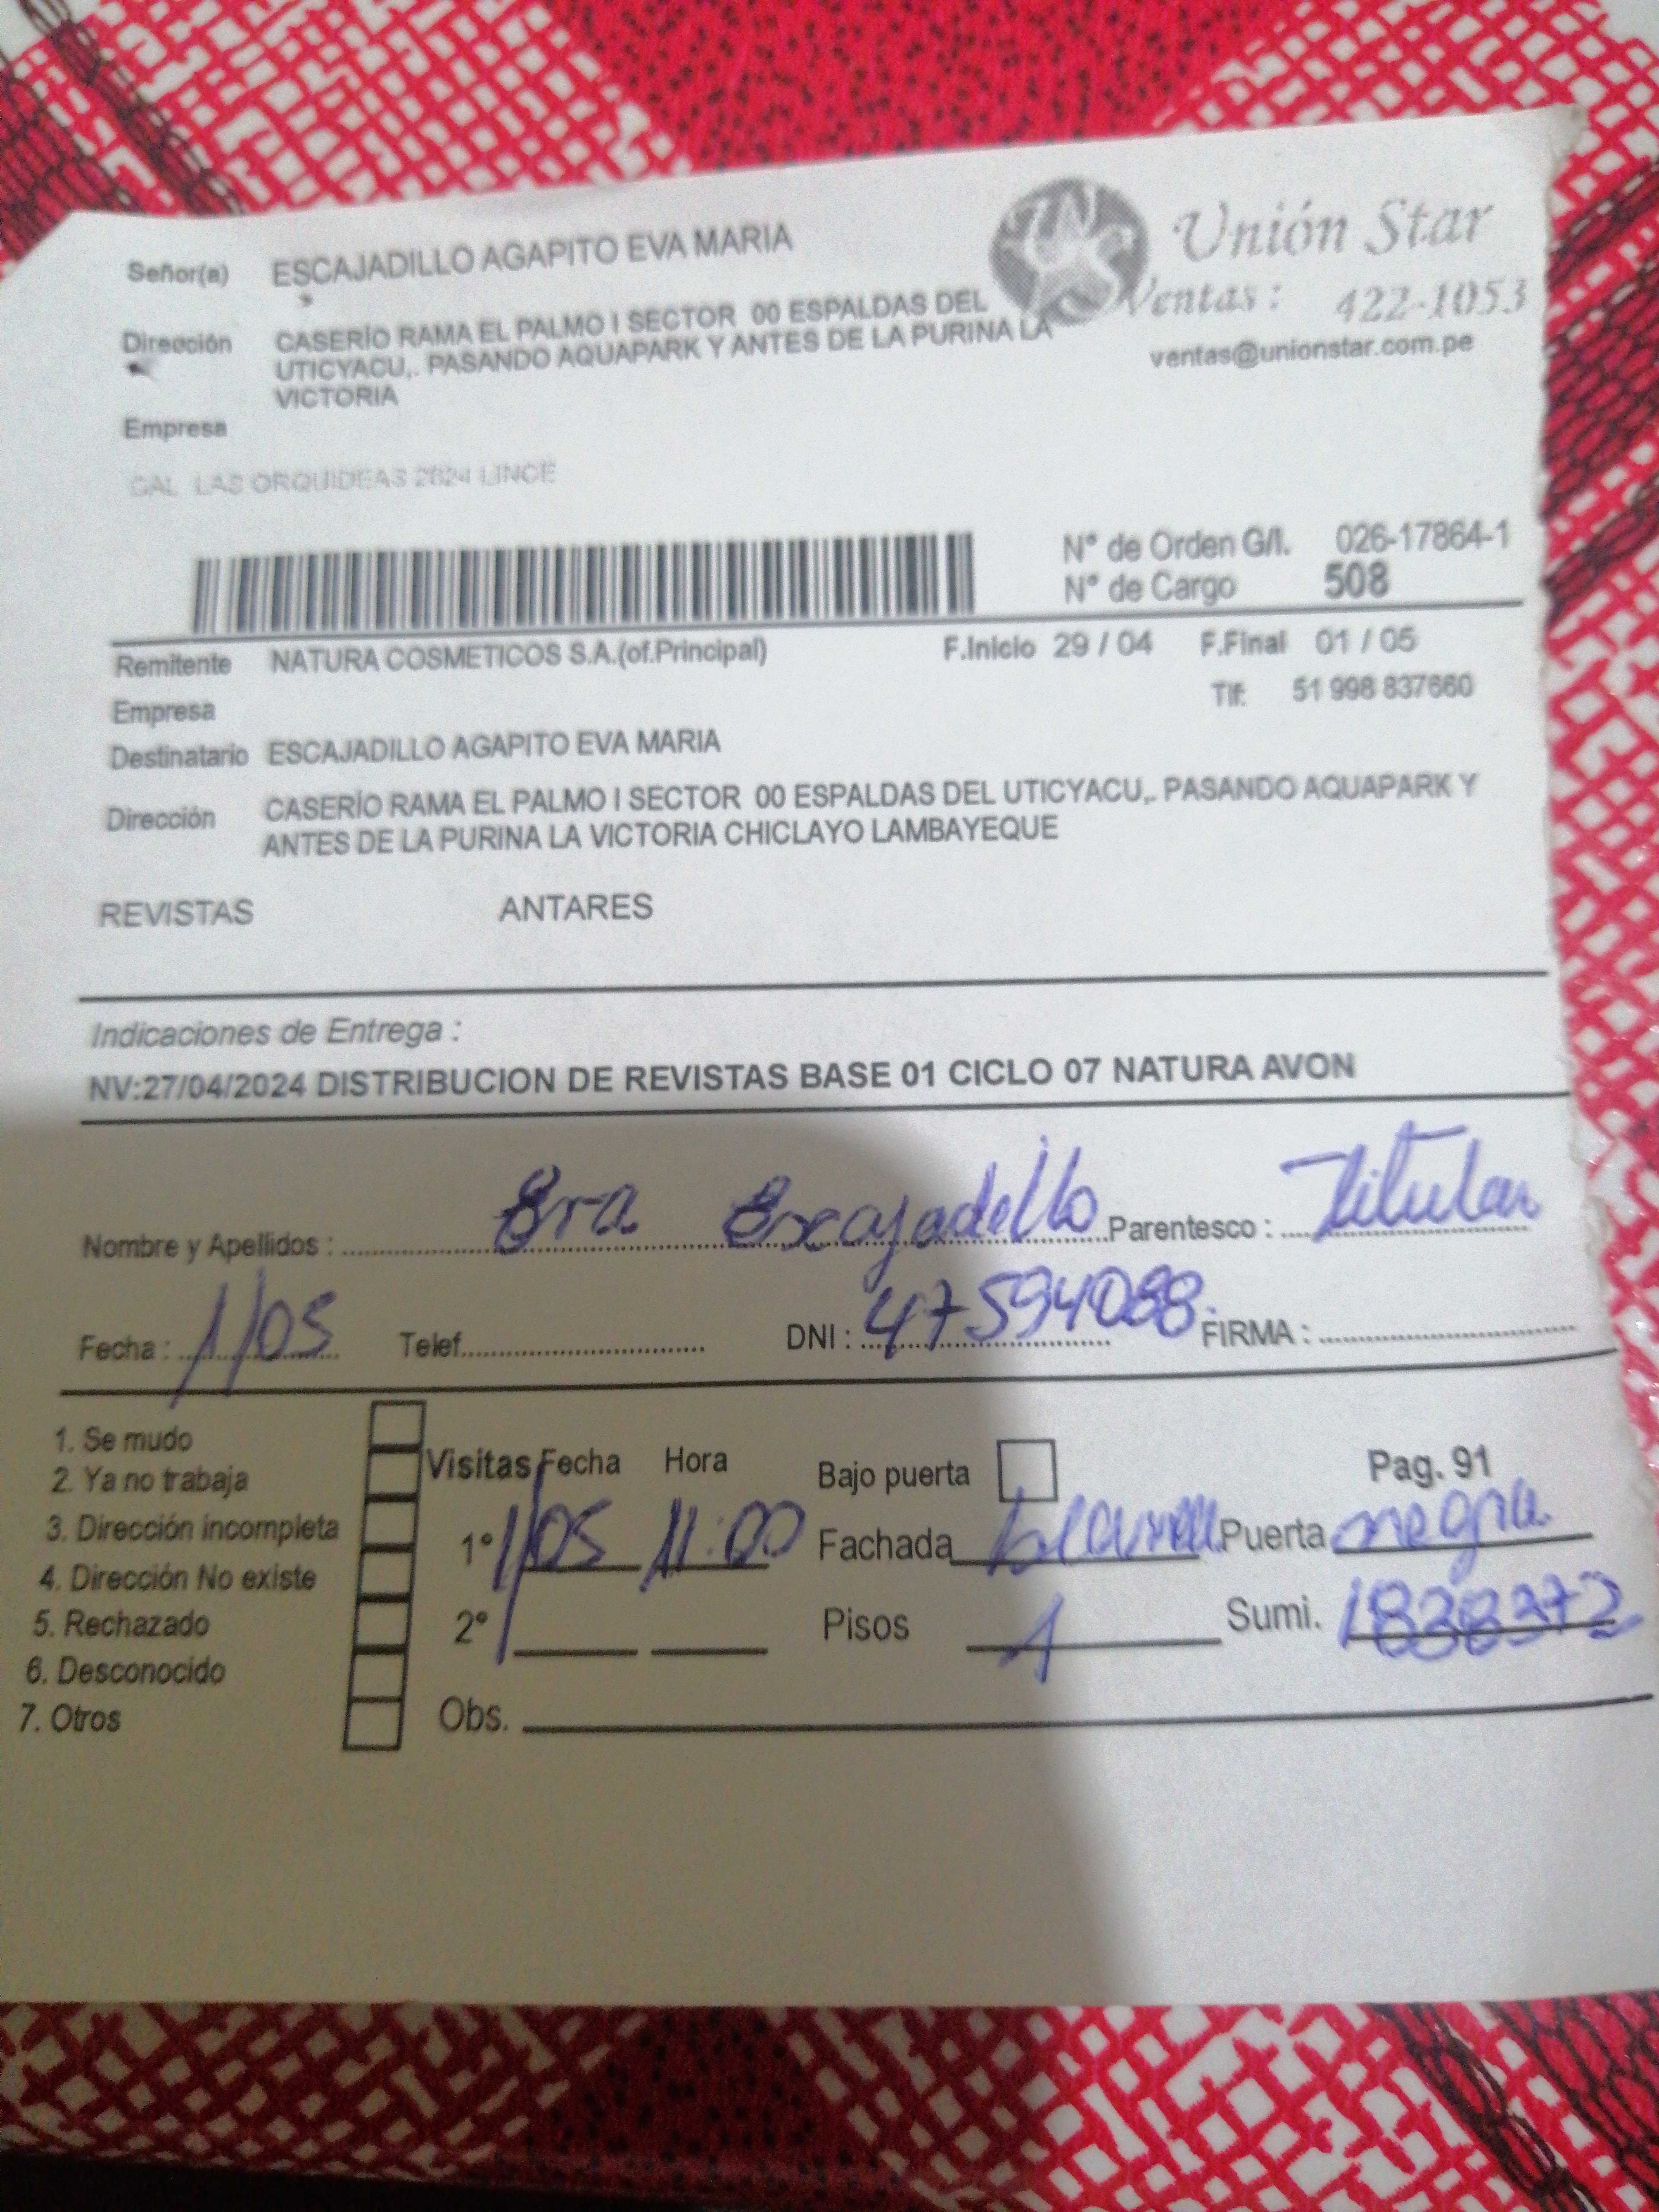 Señor(a) ESCAJADILLO AGAPITO EVA MARIA
Unión Star
Ventas : 422-1053
ventas@unionstar.com.pe
Dirección CASERÍO RAMA EL PALMO I SECTOR 00 ESPALDAS DEL
UTICYACU,. PASANDO AQUAPARK Y ANTES DE LA PURINA LA
VICTORIA
Empresa
CAL LAS ORQUIDEAS 2624 LINCE
N° de Orden G/I. 026-17864-1
N° de Cargo 508
Remitente NATURA COSMETICOS S.A.(of.Principal) F.Inicio 29 / 04 F.Final 01 / 05
Empresa Tlf: 51 998 837660
Destinatario ESCAJADILLO AGAPITO EVA MARIA
Dirección CASERÍO RAMA EL PALMO I SECTOR 00 ESPALDAS DEL UTICYACU,. PASANDO AQUAPARK Y
ANTES DE LA PURINA LA VICTORIA CHICLAYO LAMBAYEQUE
REVISTAS ANTARES
Indicaciones de Entrega :
NV:27/04/2024 DISTRIBUCION DE REVISTAS BASE 01 CICLO 07 NATURA AVON
Nombre y Apellidos : Eva Escajadillo Parentesco : Titular
Fecha : 1/05 Telef. DNI : 47594088 FIRMA :
1. Se mudo
2. Ya no trabaja
3. Dirección incompleta
4. Dirección No existe
5. Rechazado
6. Desconocido
7. Otros
Visitas Fecha Hora Bajo puerta Pag. 91
1° 1/05 11:00 Fachada blanca Puerta negra
2° Pisos 1 Sumi. 1838372
Obs.